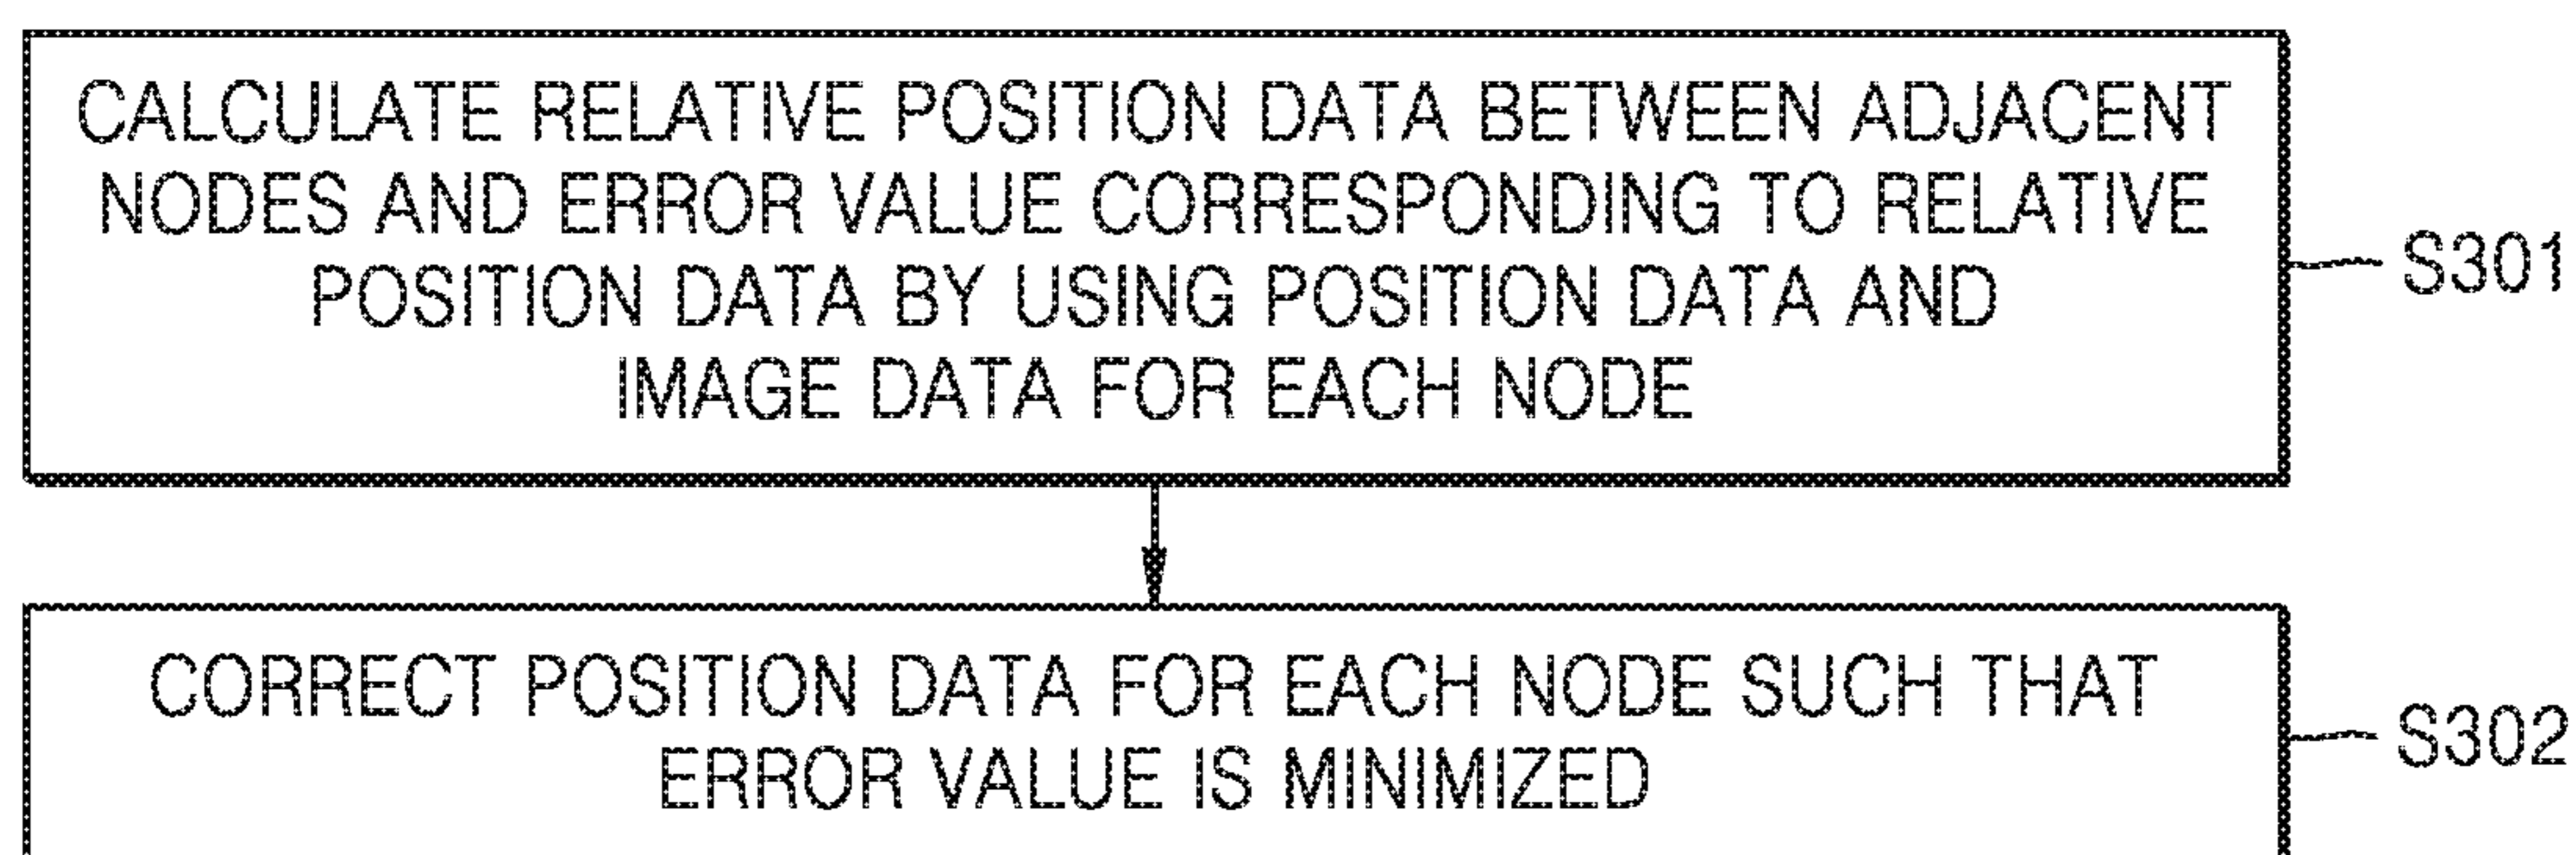 CALCULATE RELATIVE POSITION DATA BETWEEN ADJACENT
NODES AND ERROR VALUE CORRESPONDING TO RELATIVE
POSITION DATA BY USING POSITION DATA AND
IMAGE DATA FOR EACH NODE
S301
CORRECT POSITION DATA FOR EACH NODE SUCH THAT
ERROR VALUE IS MINIMIZED
S302